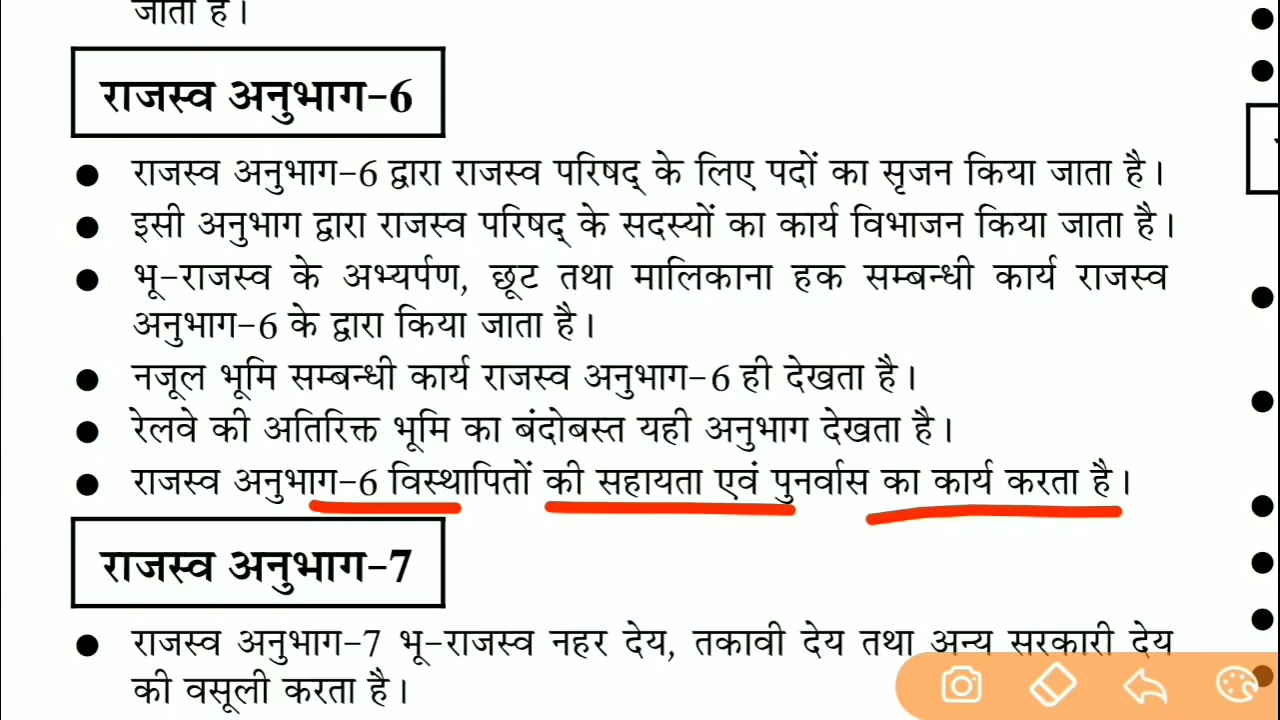 जाता है।
राजस्व अनुभाग-6
● राजस्व अनुभाग-6 द्वारा राजस्व परिषद् के लिए पदों का सृजन किया जाता है।
● इसी अनुभाग द्वारा राजस्व परिषद् के सदस्यों का कार्य विभाजन किया जाता है।
● भू-राजस्व के अभ्यर्पण, छूट तथा मालिकाना हक सम्बन्धी कार्य राजस्व
अनुभाग-6 के द्वारा किया जाता है।
● नजूल भूमि सम्बन्धी कार्य राजस्व अनुभाग-6 ही देखता है।
● रेलवे की अतिरिक्त भूमि का बंदोबस्त यही अनुभाग देखता है।
● राजस्व अनुभाग-6 विस्थापितों की सहायता एवं पुनर्वास का कार्य करता है।
राजस्व अनुभाग-7
● राजस्व अनुभाग-7 भू-राजस्व नहर देय, तकावी देय तथा अन्य सरकारी देय
की वसूली करता है।